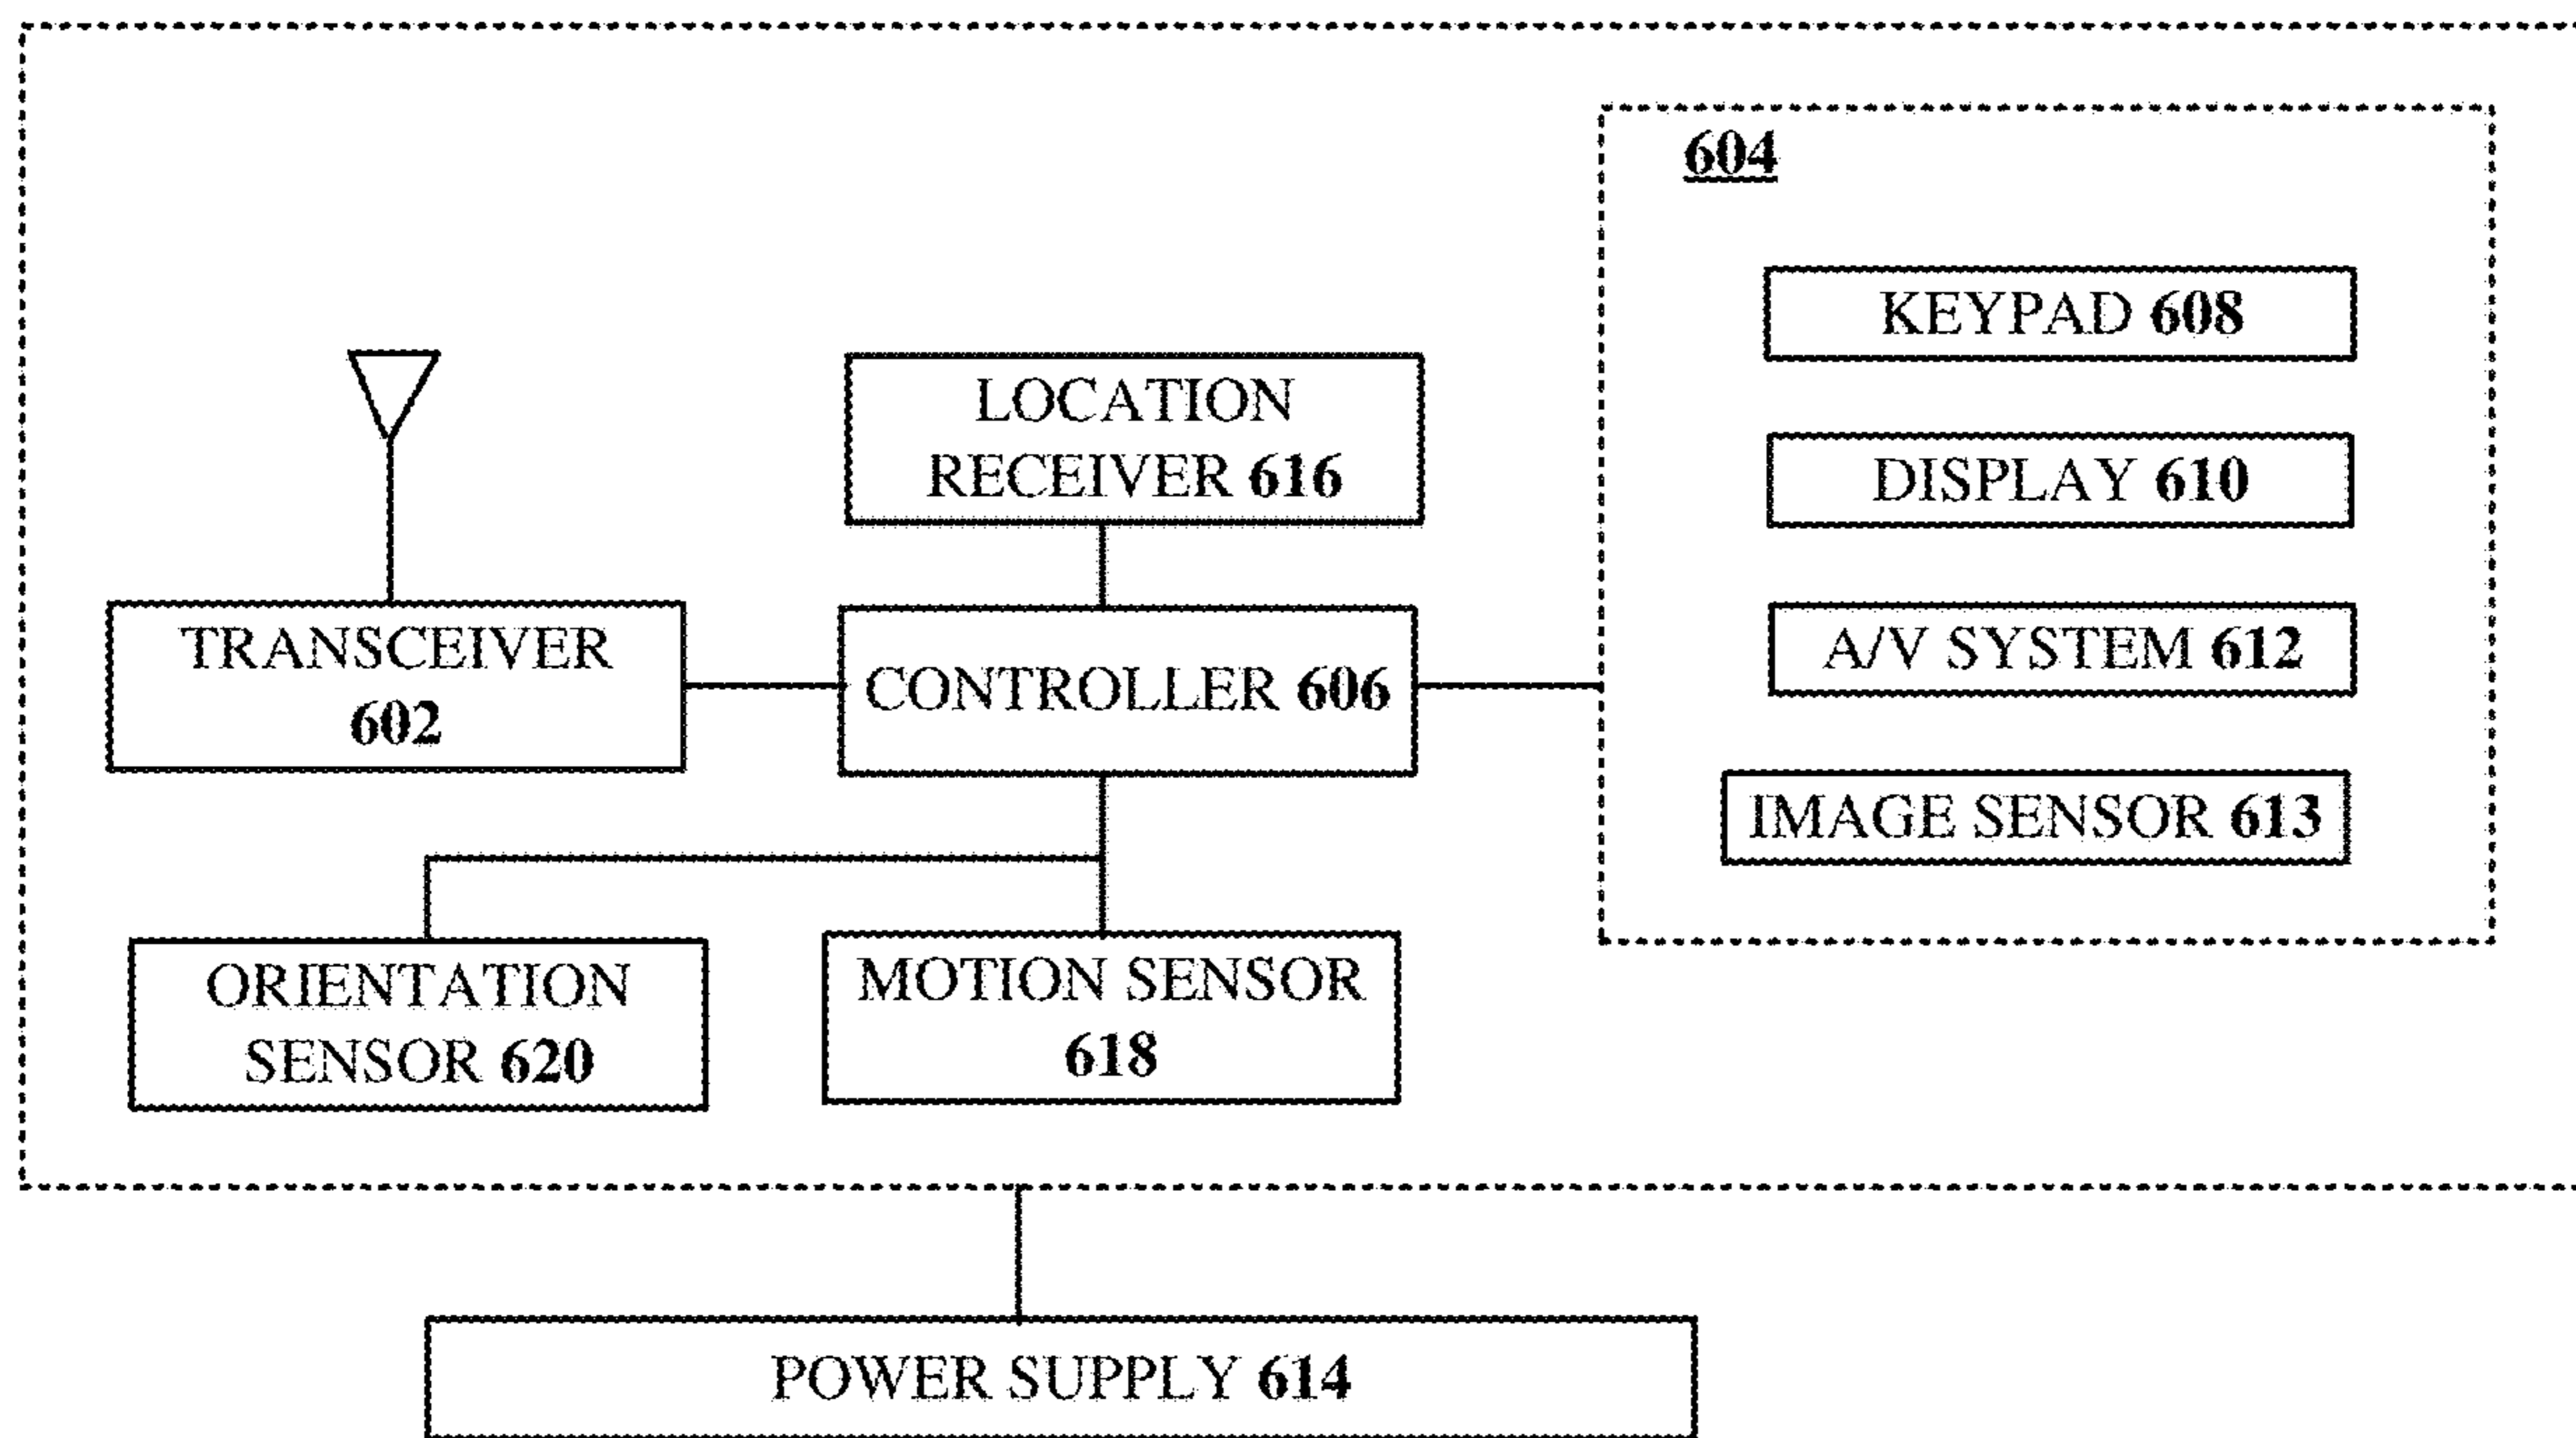 604
KEYPAD 608
DISPLAY 610
A/V SYSTEM 612
IMAGE SENSOR 613
LOCATION
RECEIVER 616
TRANSCEIVER
602
CONTROLLER 606
ORIENTATION
SENSOR 620
MOTION SENSOR
618
POWER SUPPLY 614